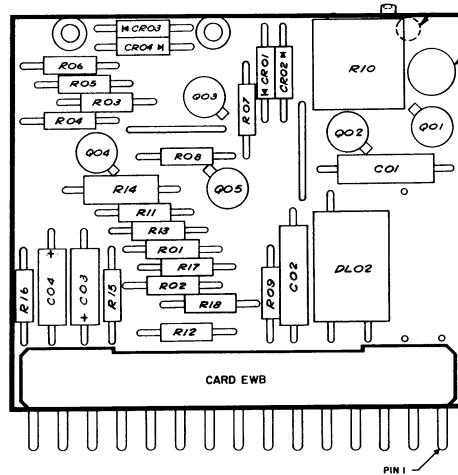 CR03
CR04
R06
R05
R03
R04
Q03
R07
CR01
CR02
R10
Q02
Q01
C01
Q04
R08
Q05
R14
R11
R13
R01
R17
R02
R18
R12
R16
C04
+
C03
+
R15
R09
C02
DL02
CARD EWB
PIN 1